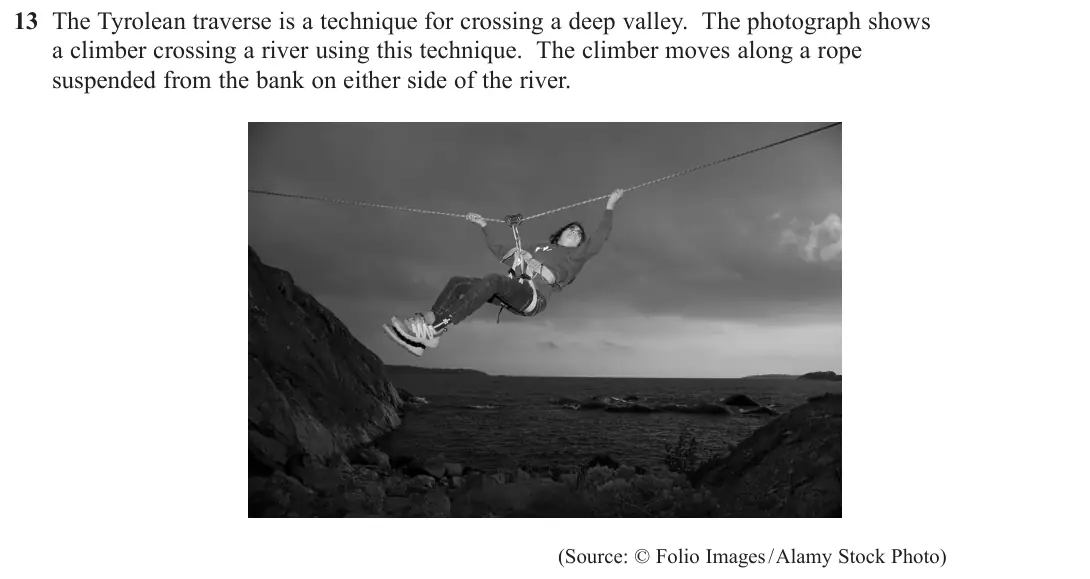 13 The Tyrolean traverse is a technique for crossing a deep valley. The photograph shows
a climber crossing a river using this technique. The climber moves along a rope
suspended from the bank on either side of the river.
(Source: © Folio Images/Alamy Stock Photo)